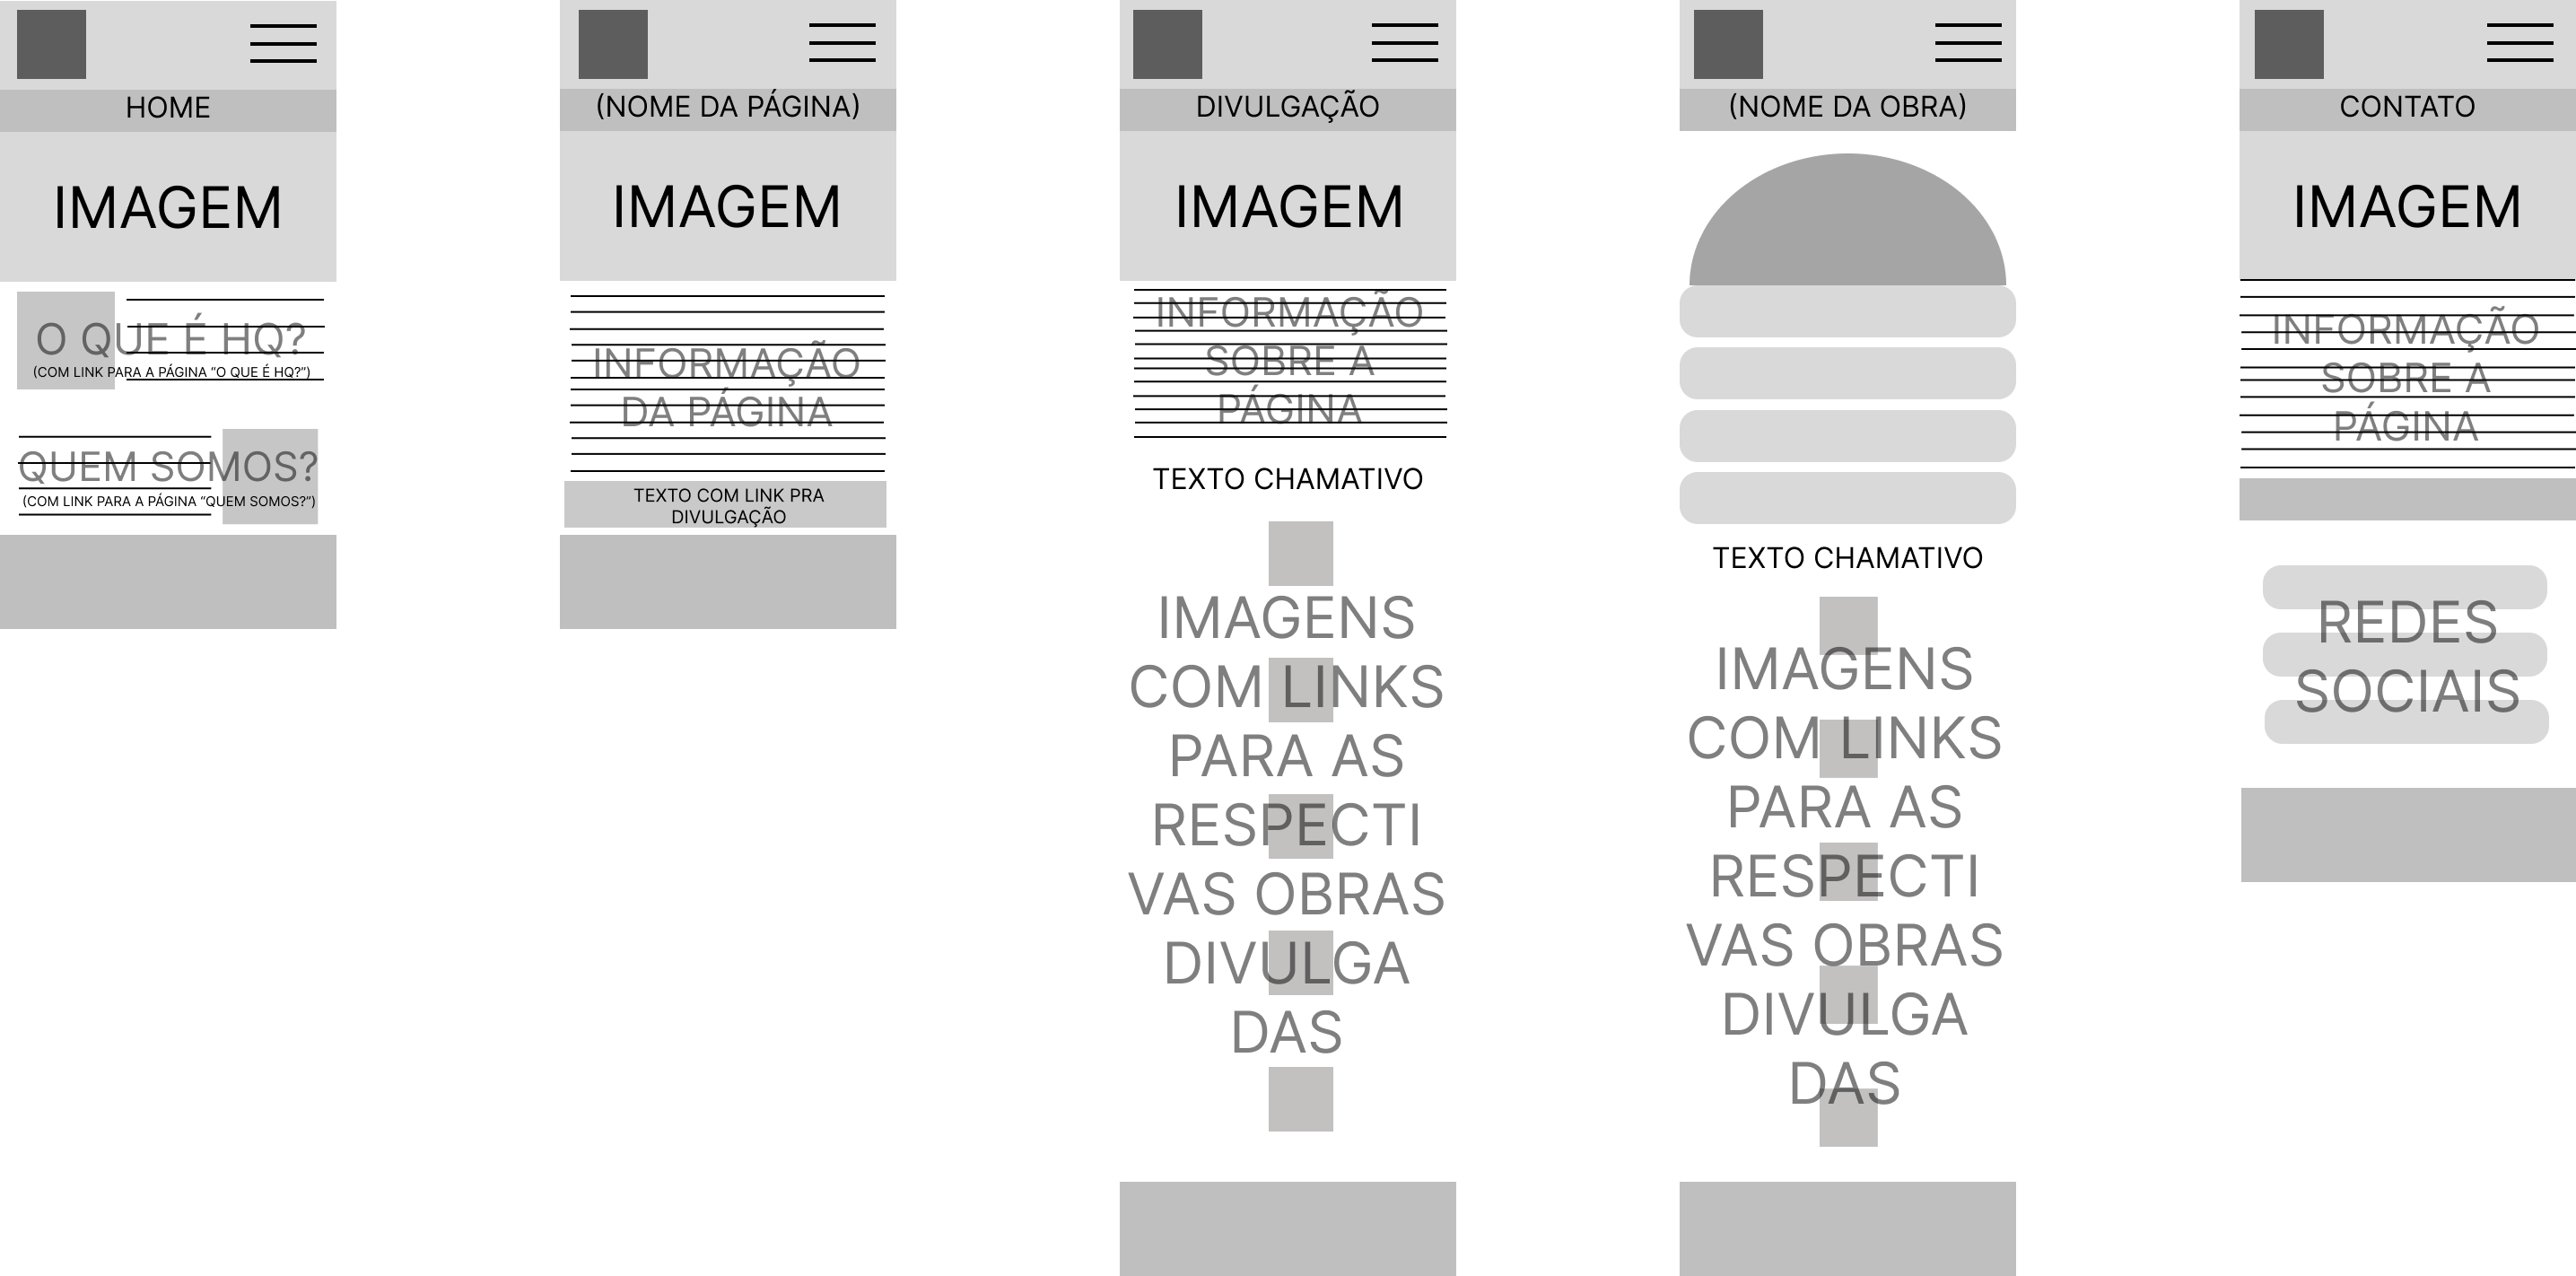 HOME
IMAGEM
O QUE É HQ?
(COM LINK PARA A PÁGINA “O QUE É HQ?”)
QUEM SOMOS?
(COM LINK PARA A PÁGINA “QUEM SOMOS?”)
(NOME DA PÁGINA)
IMAGEM
INFORMAÇÃO
DA PÁGINA
TEXTO COM LINK PRA
DIVULGAÇÃO
DIVULGAÇÃO
IMAGEM
INFORMAÇÃO
SOBRE A
PÁGINA
TEXTO CHAMATIVO
IMAGENS
COM LINKS
PARA AS
RESPECTI
VAS OBRAS
DIVULGA
DAS
(NOME DA OBRA)
TEXTO CHAMATIVO
IMAGENS
COM LINKS
PARA AS
RESPECTI
VAS OBRAS
DIVULGA
DAS
CONTATO
IMAGEM
INFORMAÇÃO
SOBRE A
PÁGINA
REDES
SOCIAIS